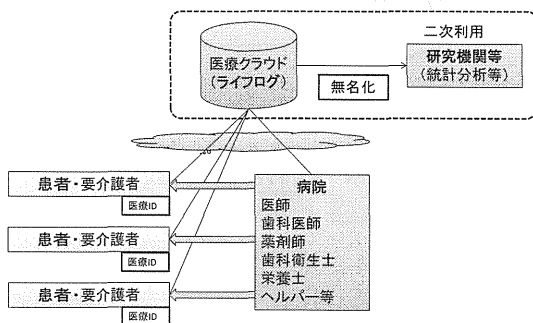 二次利用
医療クラウド
(ライフログ)
無名化
研究機関等
(統計分析等)
患者・要介護者
医療ID
患者・要介護者
医療ID
患者・要介護者
医療ID
病院
医師
歯科医師
薬剤師
歯科衛生士
栄養士
ヘルパー等